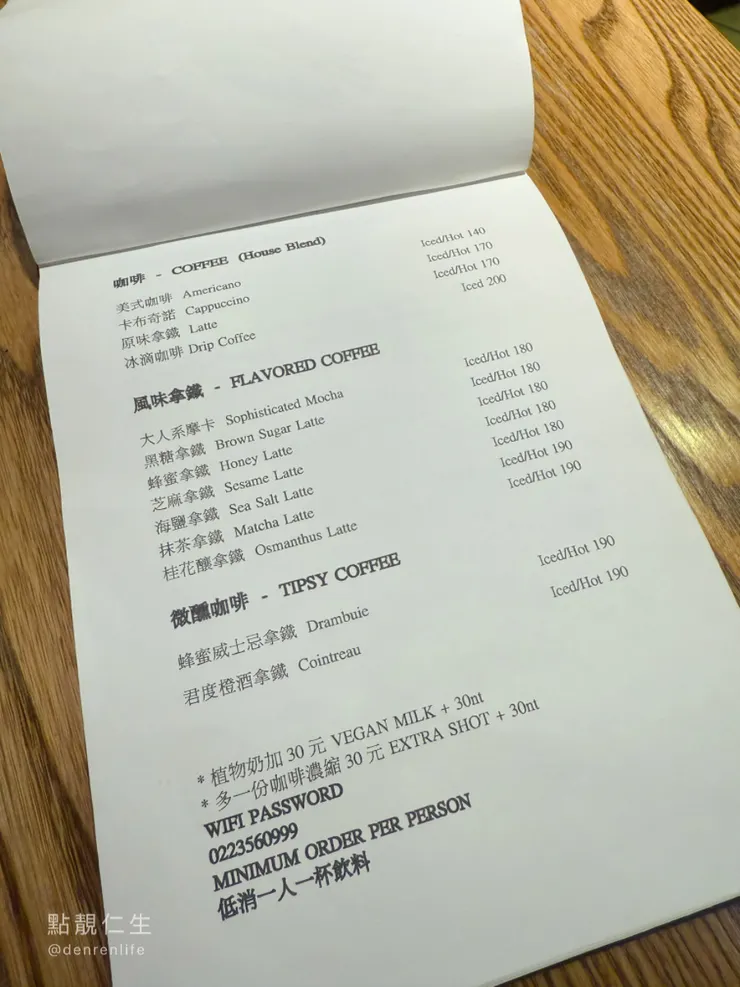 咖啡 - COFFEE (House Blend)
美式咖啡 Americano Iced/Hot 140
卡布奇諾 Cappuccino Iced/Hot 170
原味拿鐵 Latte Iced/Hot 170
冰滴咖啡 Drip Coffee Iced 200
風味拿鐵 - FLAVORED COFFEE
大人系摩卡 Sophisticated Mocha Iced/Hot 180
黑糖拿鐵 Brown Sugar Latte Iced/Hot 180
蜂蜜拿鐵 Honey Latte Iced/Hot 180
芝麻拿鐵 Sesame Latte Iced/Hot 180
海鹽拿鐵 Sea Salt Latte Iced/Hot 180
抹茶拿鐵 Matcha Latte Iced/Hot 190
桂花釀拿鐵 Osmanthus Latte Iced/Hot 190
微醺咖啡 - TIPSY COFFEE
蜂蜜威士忌拿鐵 Drambuie Iced/Hot 190
君度橙酒拿鐵 Cointreau Iced/Hot 190
* 植物奶加 30 元 VEGAN MILK + 30nt
* 多一份咖啡濃縮 30 元 EXTRA SHOT + 30nt
WIFI PASSWORD
0223560999
MINIMUM ORDER PER PERSON
低消一人一杯飲料
點靚仁生
@denrenlife